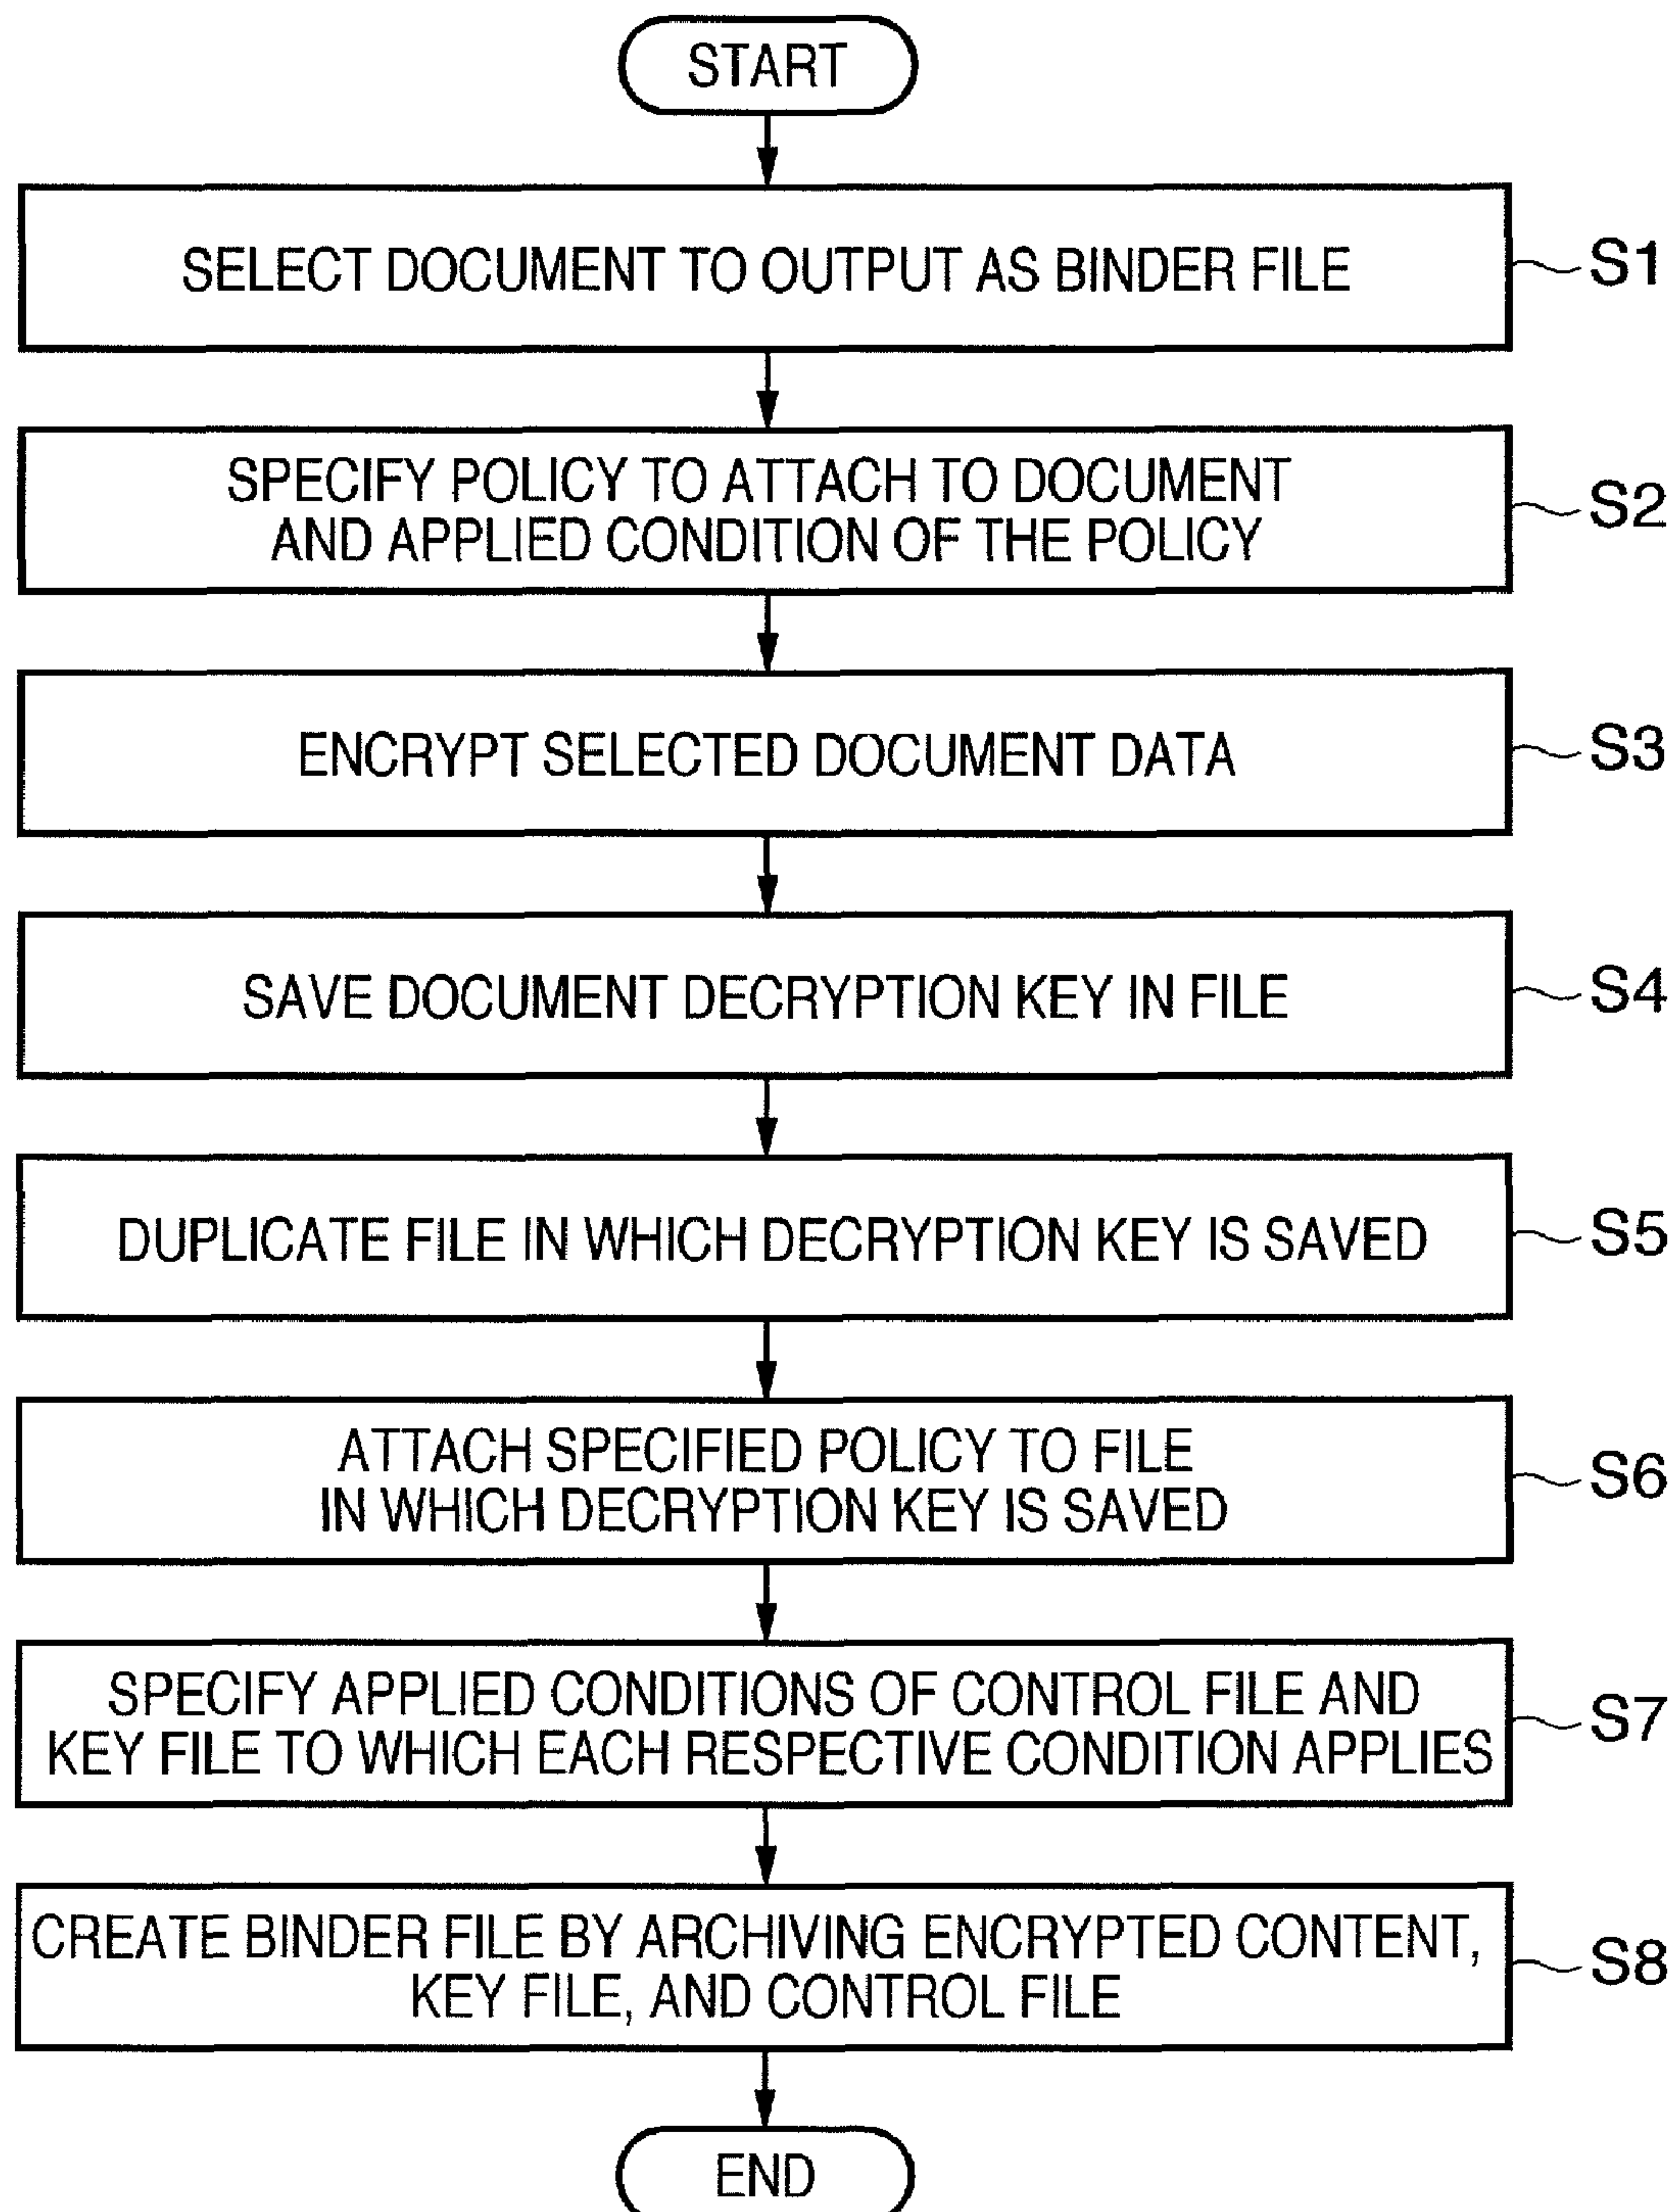 START
SELECT DOCUMENT TO OUTPUT AS BINDER FILE
S1
SPECIFY POLICY TO ATTACH TO DOCUMENT
AND APPLIED CONDITION OF THE POLICY
S2
ENCRYPT SELECTED DOCUMENT DATA
S3
SAVE DOCUMENT DECRYPTION KEY IN FILE
S4
DUPLICATE FILE IN WHICH DECRYPTION KEY IS SAVED
S5
ATTACH SPECIFIED POLICY TO FILE
IN WHICH DECRYPTION KEY IS SAVED
S6
SPECIFY APPLIED CONDITIONS OF CONTROL FILE AND
KEY FILE TO WHICH EACH RESPECTIVE CONDITION APPLIES
S7
CREATE BINDER FILE BY ARCHIVING ENCRYPTED CONTENT,
KEY FILE, AND CONTROL FILE
S8
END